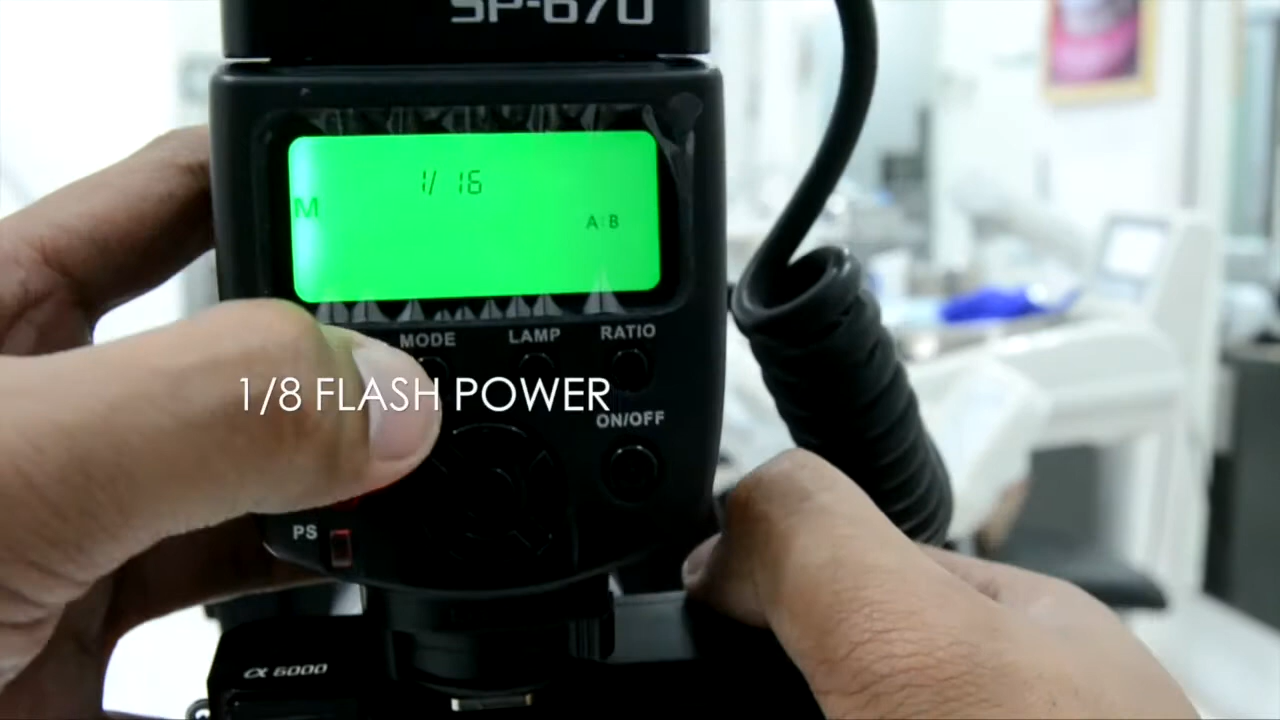 SP-670
1/ 16
M
A:B
MODE LAMP RATIO
1/8 FLASH POWER
ON/OFF
PS
α 6000